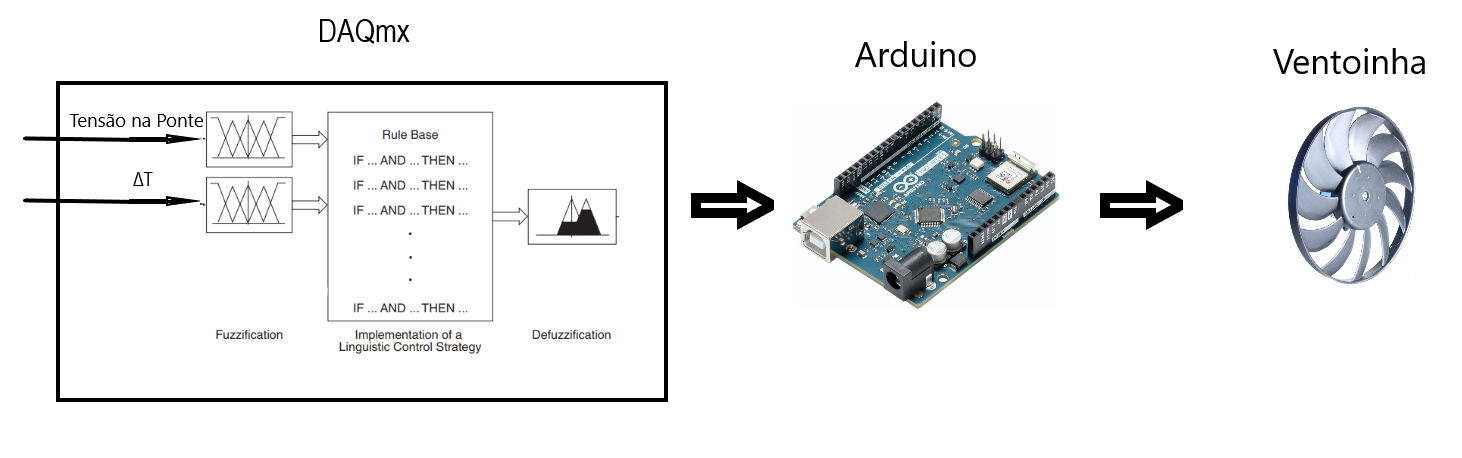 DAQmx
Arduino
Ventoinha
Tensão na Ponte
ΔT
Rule Base
IF ... AND ... THEN ...
IF ... AND ... THEN ...
IF ... AND ... THEN ...
IF ... AND ... THEN ...
Fuzzification
Implementation of a
Linguistic Control Strategy
Defuzzification